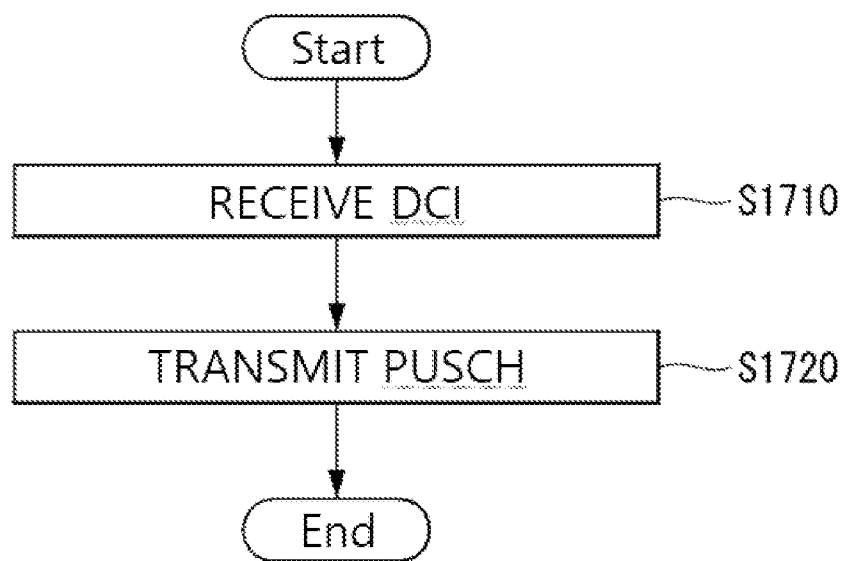 Start
RECEIVE DCI
S1710
TRANSMIT PUSCH
S1720
End